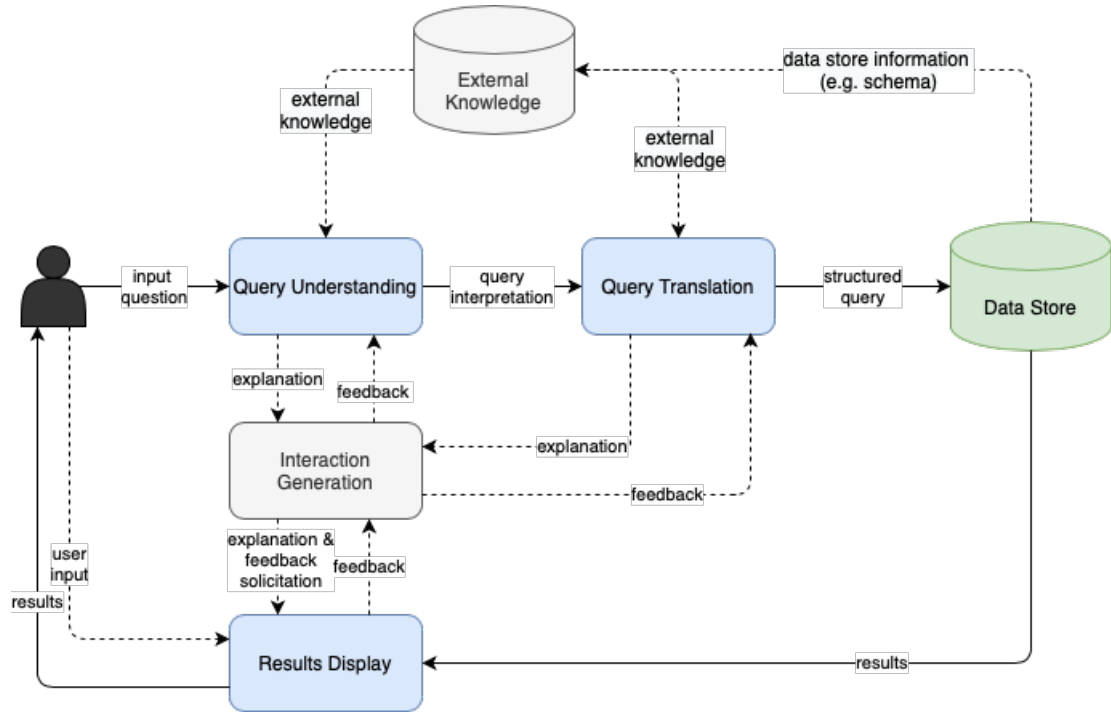 External
Knowledge
data store information
(e.g. schema)
external
knowledge
external
knowledge
input
question
Query Understanding
query
interpretation
Query Translation
structured
query
Data Store
explanation
feedback
Interaction
Generation
explanation
feedback
explanation &
feedback
solicitation
feedback
user
input
results
Results Display
results